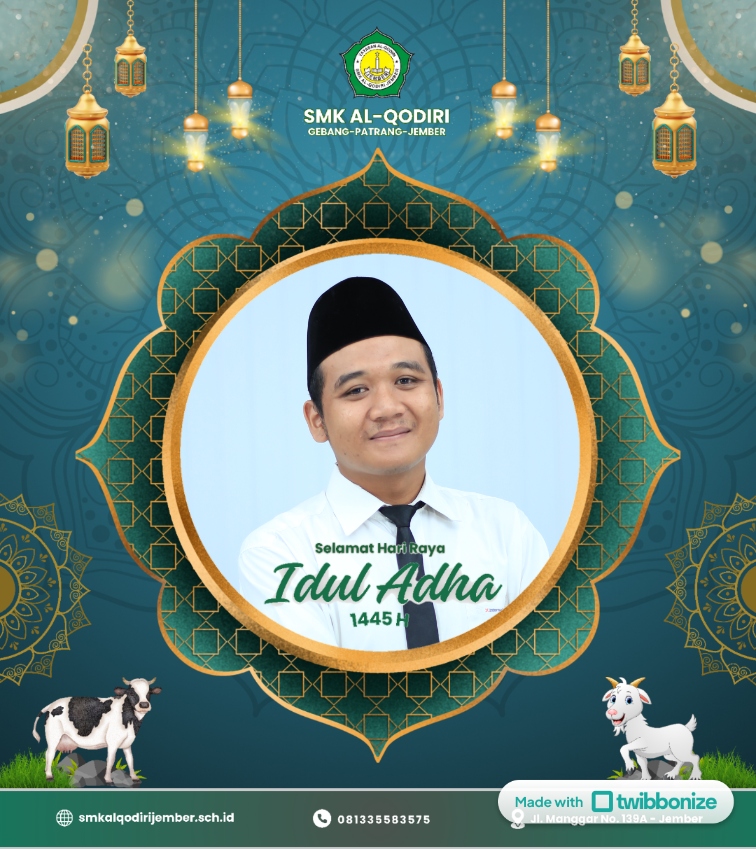 SMK AL-QODIRI
GEBANG-PATRANG-JEMBER
Selamat Hari Raya
Idul Adha
1445 H
Made with twibbonize
smkalqodirijember.sch.id
081335583575
Jl. Manggar No. 139A - Jember